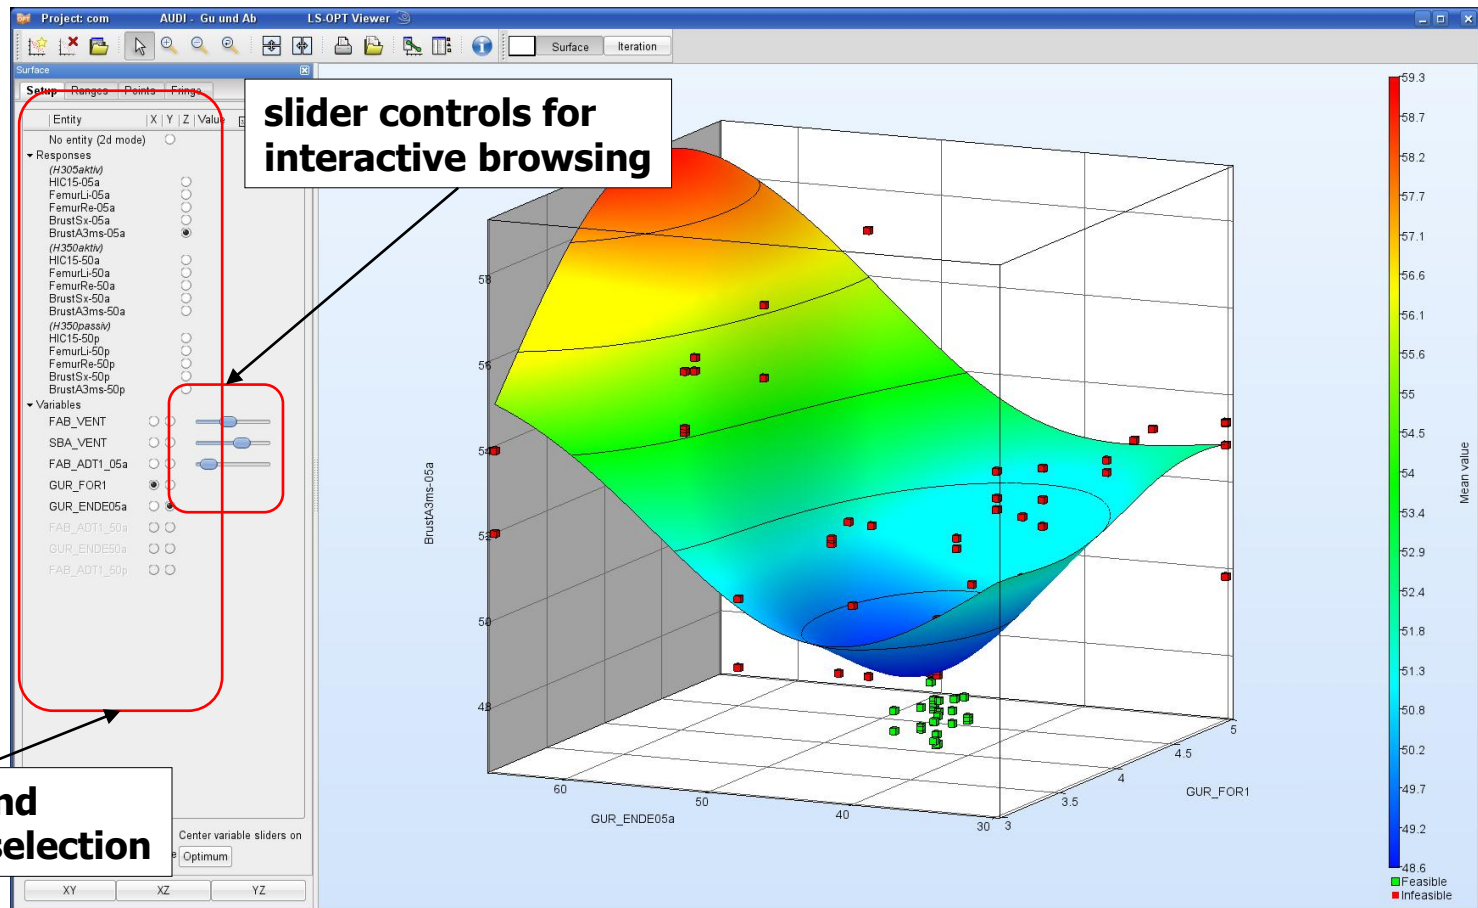 Project: com AUDI - Gu und Ab LS-OPT Viewer
Surface Iteration
Surface
Setup Ranges Points Fringe
Entity X Y Z Value
No entity (2d mode)
Responses
(H305aktiv)
HIC15-05a
FemurLi-05a
FemurRe-05a
BrustSx-05a
BrustA3ms-05a
(H350aktiv)
HIC15-50a
FemurLi-50a
FemurRe-50a
BrustSx-50a
BrustA3ms-50a
(H350passiv)
HIC15-50p
FemurLi-50p
FemurRe-50p
BrustSx-50p
BrustA3ms-50p
Variables
FAB_VENT
SBA_VENT
FAB_ADT1_05a
GUR_FOR1
GUR_ENDE05a
FAB_ADT1_50a
GUR_ENDE50a
FAB_ADT1_50p
slider controls for
interactive browsing
nd
selection
Center variable sliders on
Optimum
XY XZ YZ
BrustA3ms-05a
58
56
54
52
50
48
60
50
40
30
GUR_ENDE05a
3
3.5
4
4.5
5
GUR_FOR1
59.3
58.7
58.2
57.7
57.1
56.6
56.1
55.6
55
54.5
54
53.4
52.9
52.4
51.8
51.3
50.8
50.2
49.7
49.2
48.6
Mean value
Feasible
Infeasible